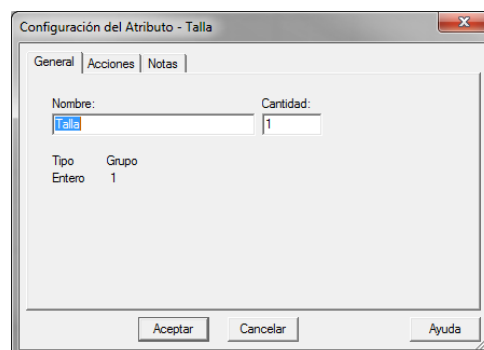 Configuración del Atributo - Talla
General Acciones Notas
Nombre: Cantidad:
Talla 1
Tipo Grupo
Entero 1
Aceptar Cancelar Ayuda